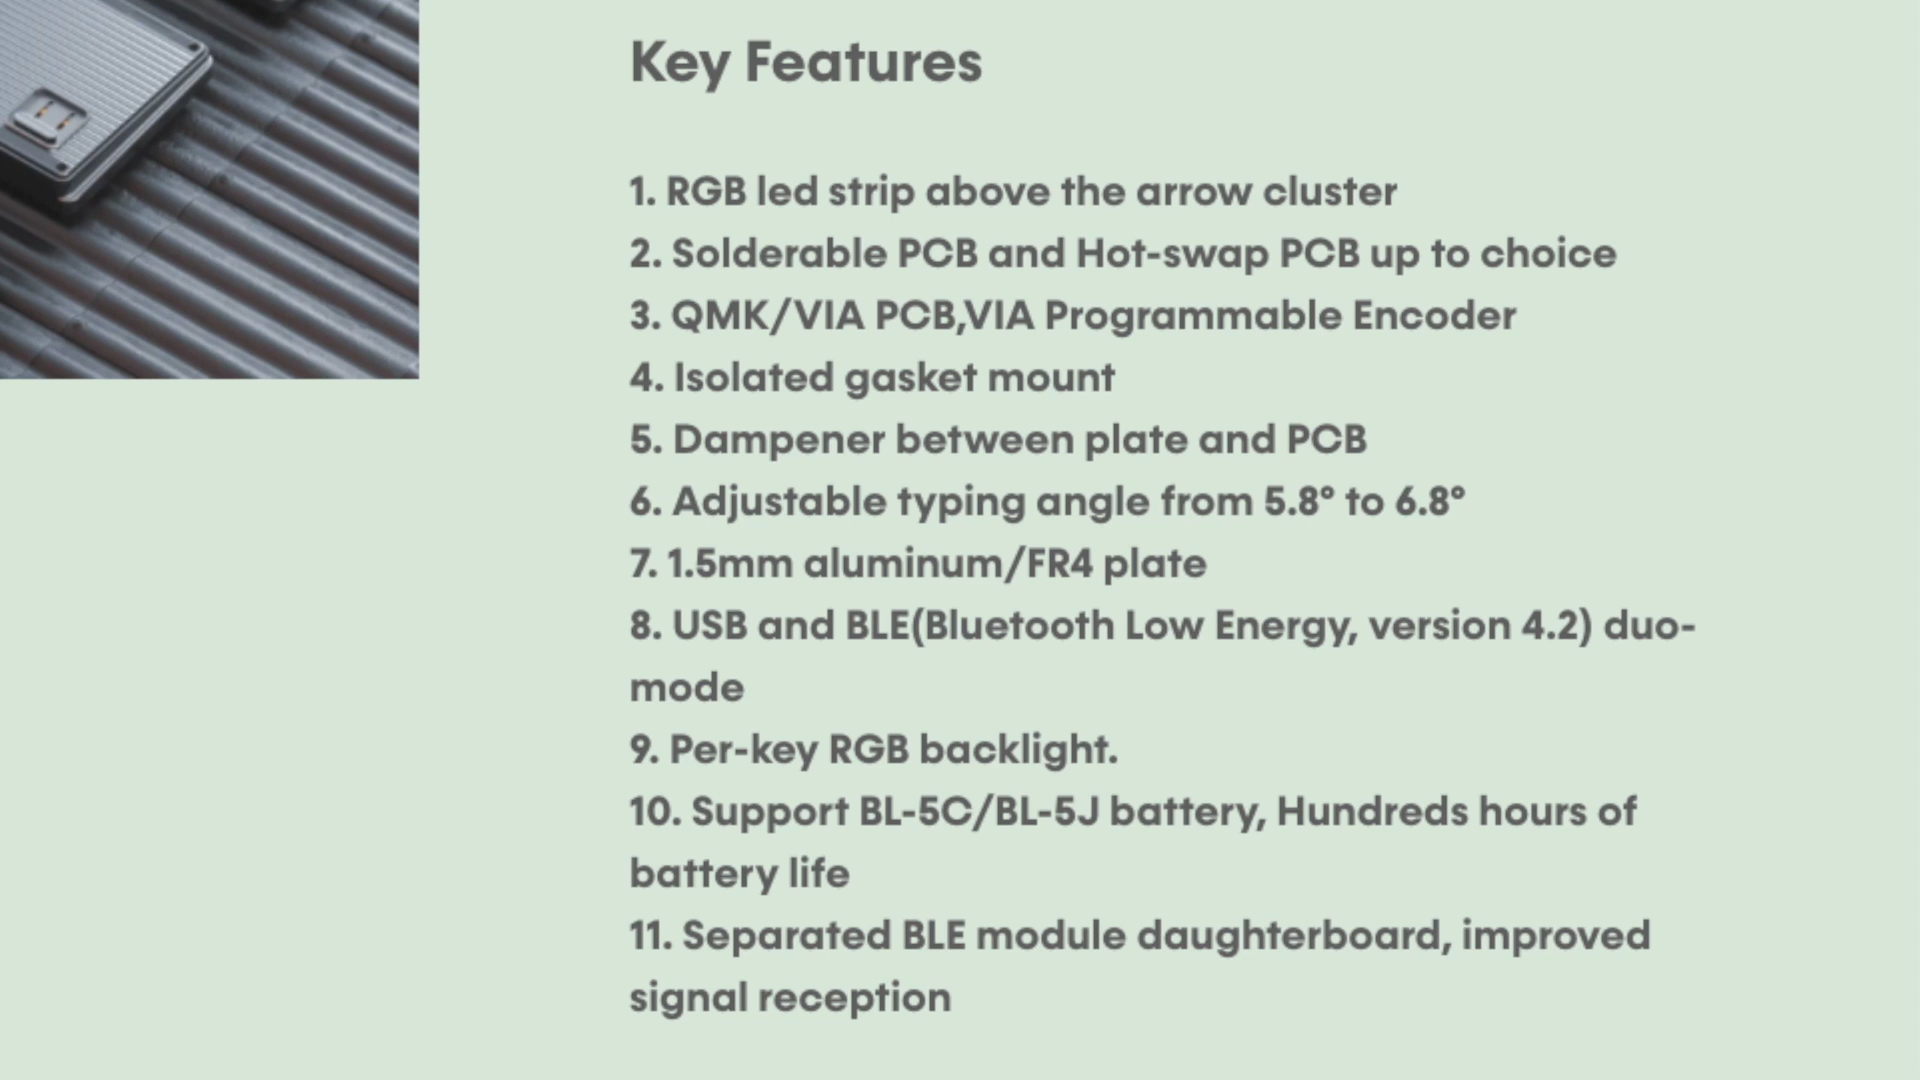 Key Features
1. RGB led strip above the arrow cluster
2. Solderable PCB and Hot-swap PCB up to choice
3. QMK/VIA PCB,VIA Programmable Encoder
4. Isolated gasket mount
5. Dampener between plate and PCB
6. Adjustable typing angle from 5.8° to 6.8°
7. 1.5mm aluminum/FR4 plate
8. USB and BLE(Bluetooth Low Energy, version 4.2) duo-
mode
9. Per-key RGB backlight.
10. Support BL-5C/BL-5J battery, Hundreds hours of
battery life
11. Separated BLE module daughterboard, improved
signal reception